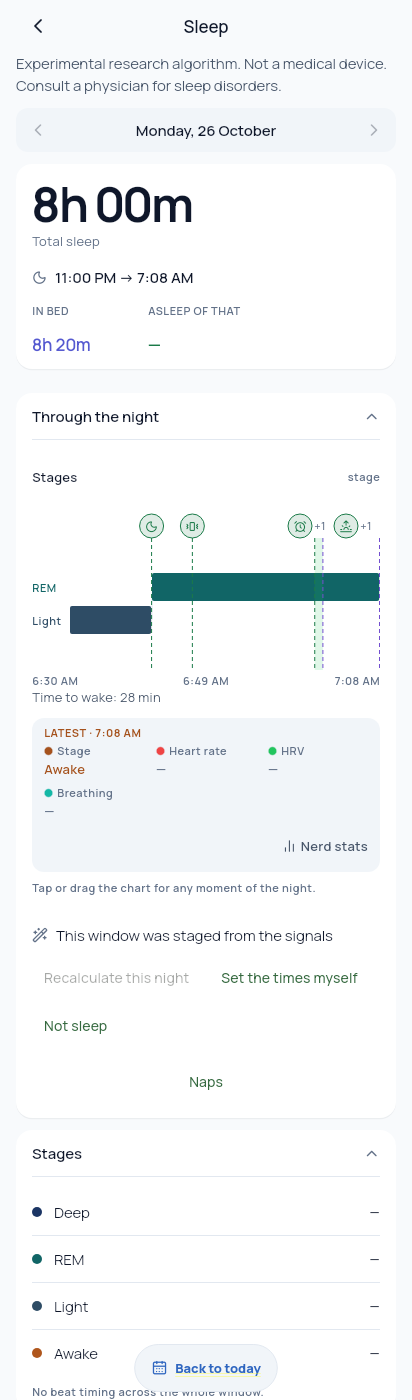 Sleep
Experimental research algorithm. Not a medical device.
Consult a physician for sleep disorders.
Monday, 26 October
8h 00m
Total sleep
11:00 PM → 7:08 AM
IN BED
ASLEEP OF THAT
8h 20m
—
Through the night
Stages
stage
+1
+1
REM
Light
6:30 AM
6:49 AM
7:08 AM
Time to wake: 28 min
LATEST · 7:08 AM
Stage
Heart rate
HRV
Awake
—
—
Breathing
—
Nerd stats
Tap or drag the chart for any moment of the night.
This window was staged from the signals
Recalculate this night
Set the times myself
Not sleep
Naps
Stages
Deep
—
REM
—
Light
—
Awake
—
Back to today
No beat timing across the whole window.